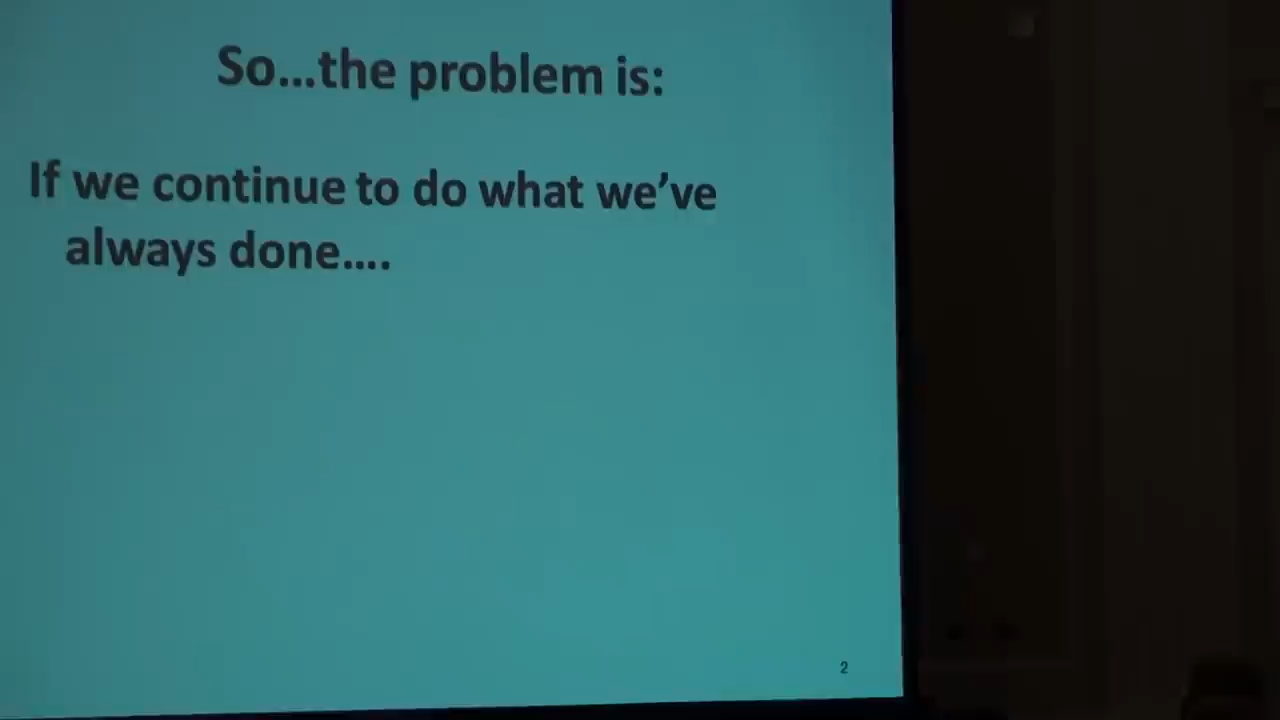 So...the problem is:
If we continue to do what we’ve
always done....
2